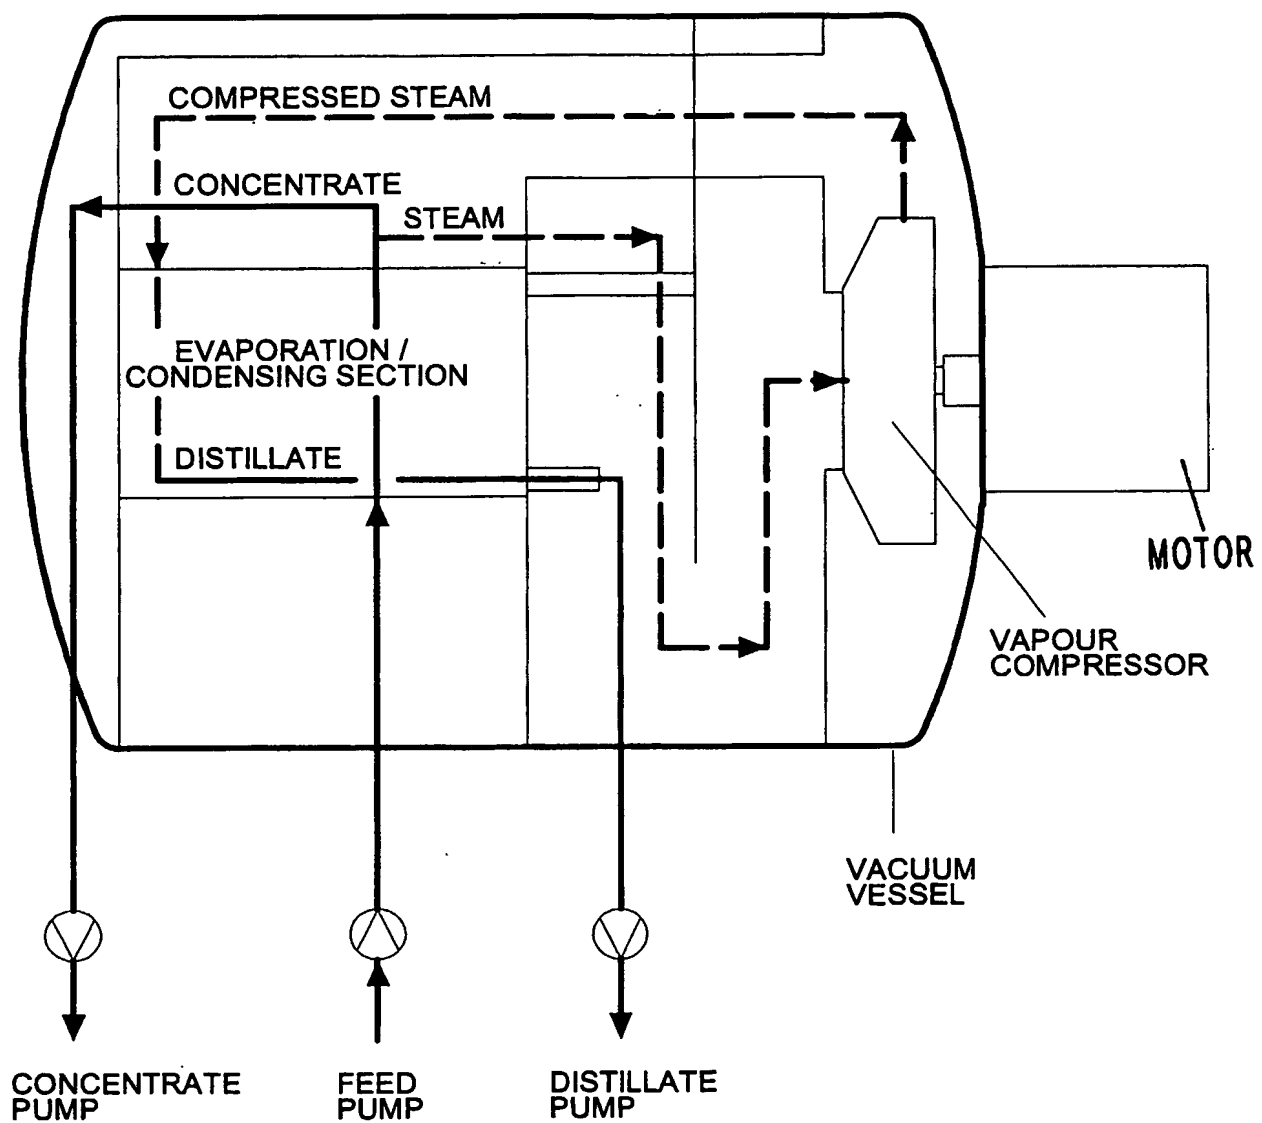 COMPRESSED STEAM
CONCENTRATE
STEAM
EVAPORATION /
CONDENSING SECTION
DISTILLATE
MOTOR
VAPOUR
COMPRESSOR
VACUUM
VESSEL
CONCENTRATE
PUMP
FEED
PUMP
DISTILLATE
PUMP